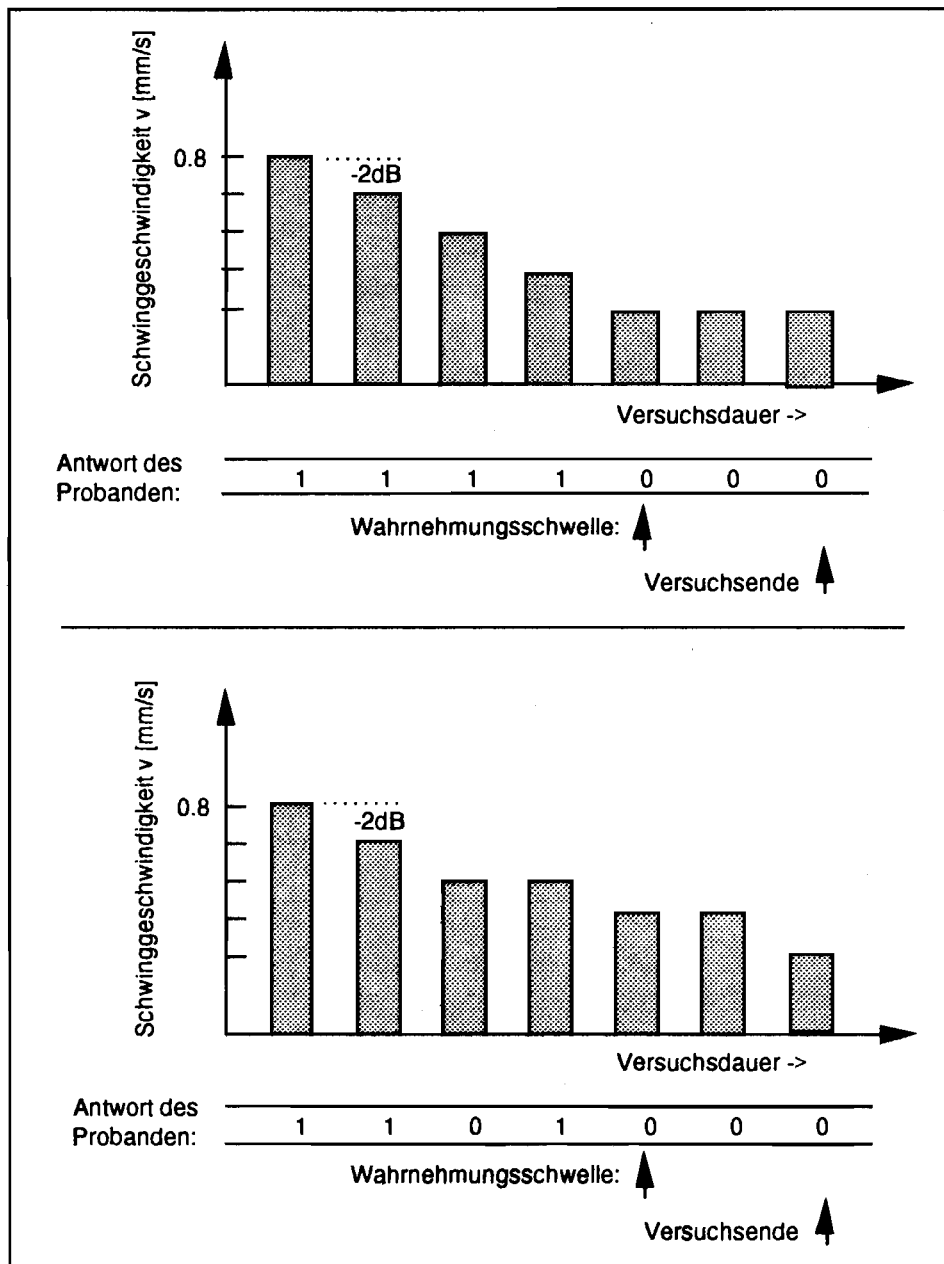 Schwinggeschwindigkeit v [mm/s]
0.8
-2dB
Versuchsdauer ->
Antwort des
Probanden:
1 1 1 1 0 0 0
Wahrnehmungsschwelle:
Versuchsende
Schwinggeschwindigkeit v [mm/s]
0.8
-2dB
Versuchsdauer ->
Antwort des
Probanden:
1 1 0 1 0 0 0
Wahrnehmungsschwelle:
Versuchsende